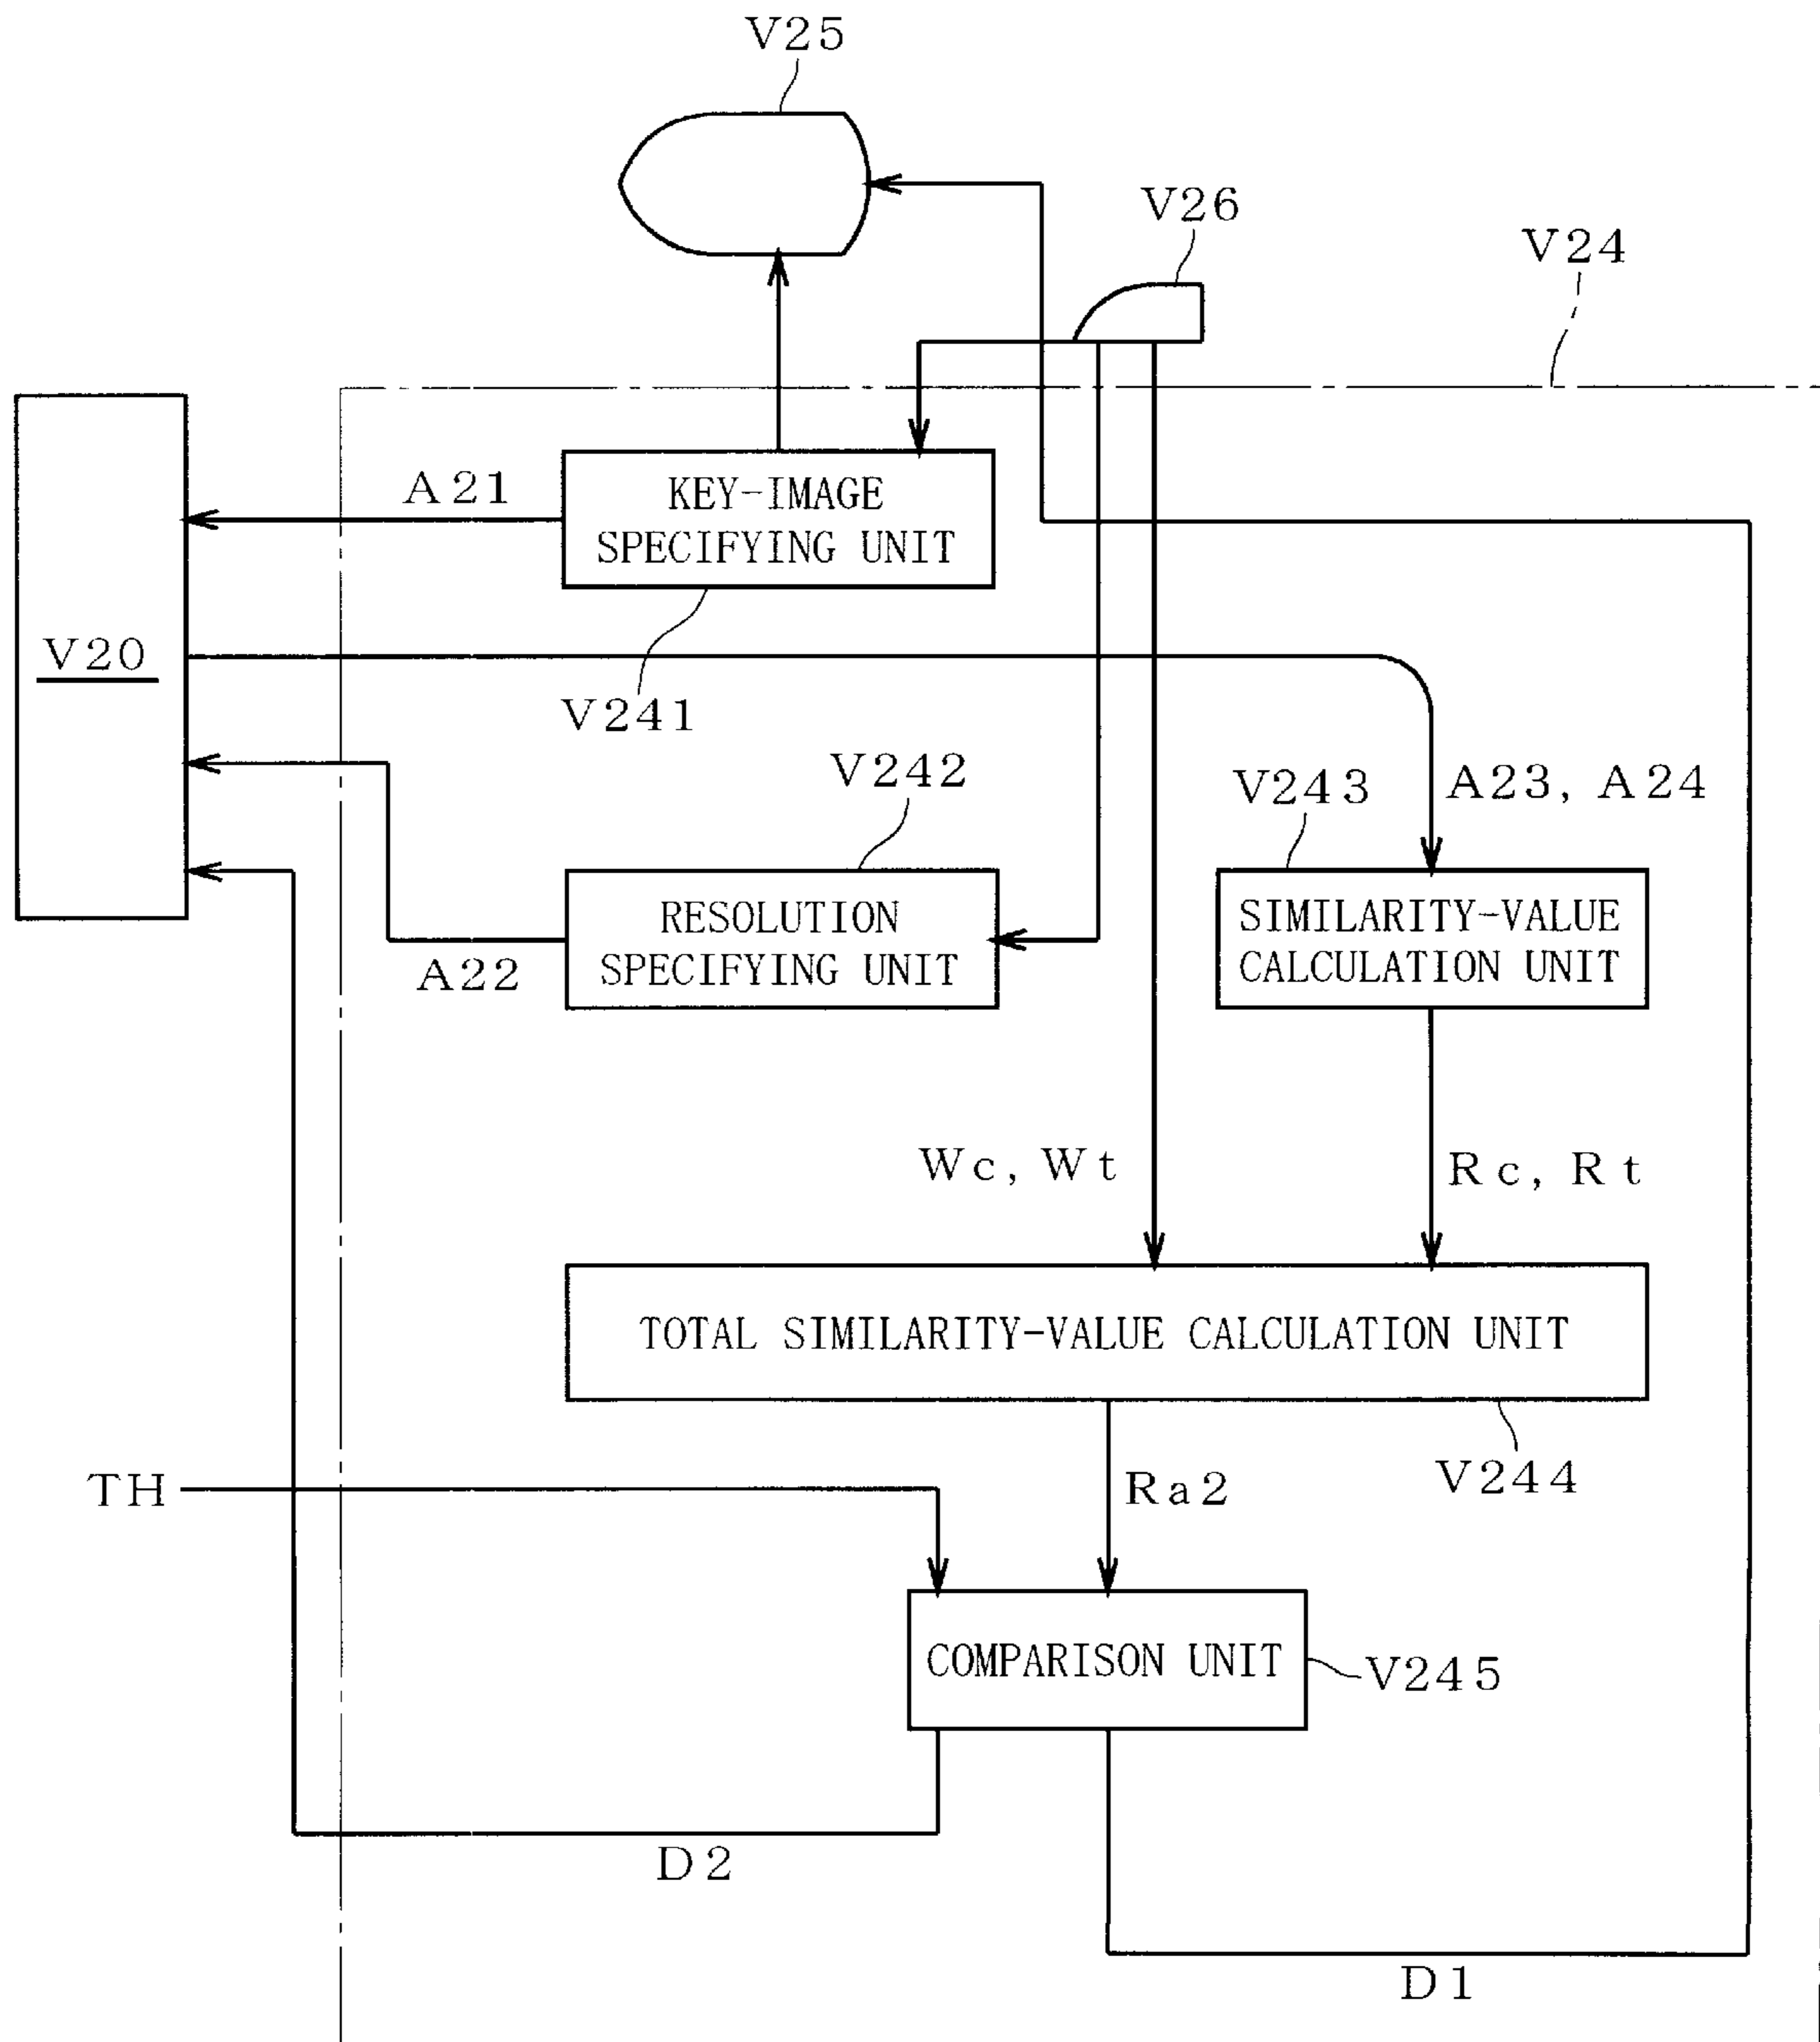 V25
V26
V24
A21
KEY-IMAGE
SPECIFYING UNIT
V20
V241
V242
V243
A23, A24
RESOLUTION
SPECIFYING UNIT
A22
SIMILARITY-VALUE
CALCULATION UNIT
Wc, Wt
Rc, Rt
TOTAL SIMILARITY-VALUE CALCULATION UNIT
V244
TH
Ra2
COMPARISON UNIT
V245
D2
D1